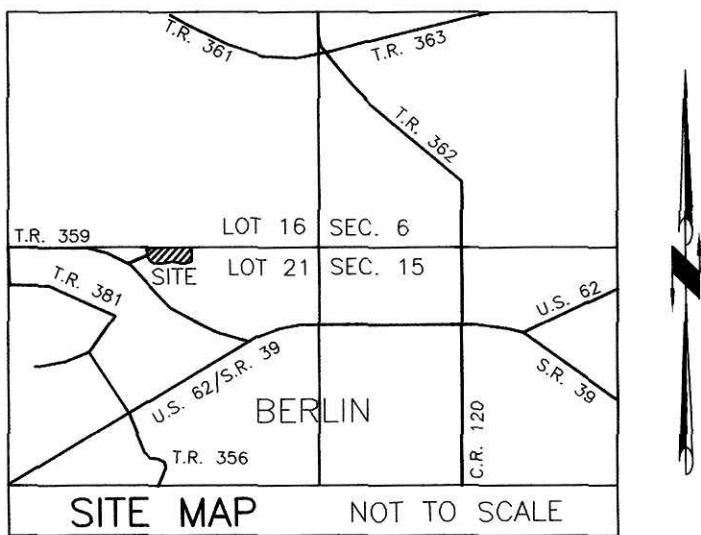 T.R. 361
T.R. 363
T.R. 362
LOT 16 SEC. 6
T.R. 359
SITE
LOT 21 SEC. 15
T.R. 381
U.S. 62
U.S. 62/S.R. 39
S.R. 39
BERLIN
C.R. 120
T.R. 356
SITE MAP NOT TO SCALE